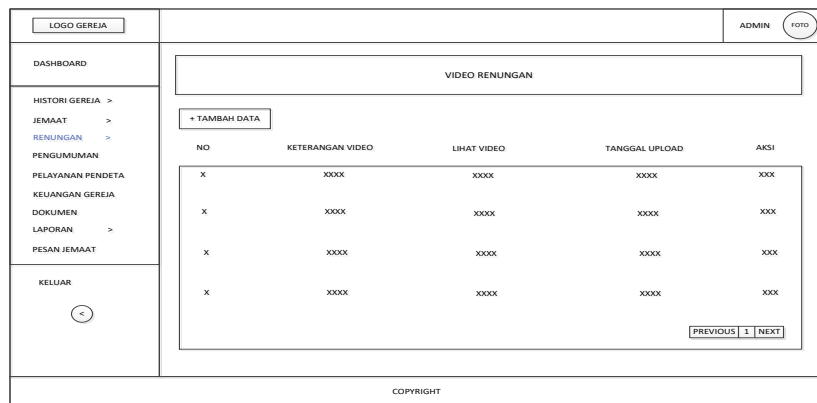 LOGO GEREJA
ADMIN
FOTO
DASHBOARD
HISTORI GEREJA >
JEMAAT >
RENUNGAN >
PENGUMUMAN
PELAYANAN PENDETA
KEUANGAN GEREJA
DOKUMEN
LAPORAN >
PESAN JEMAAT
KELUAR
<
VIDEO RENUNGAN
+ TAMBAH DATA
NO KETERANGAN VIDEO LIHAT VIDEO TANGGAL UPLOAD AKSI
X XXXX XXXX XXXX XXX
X XXXX XXXX XXXX XXX
X XXXX XXXX XXXX XXX
X XXXX XXXX XXXX XXX
PREVIOUS 1 NEXT
COPYRIGHT